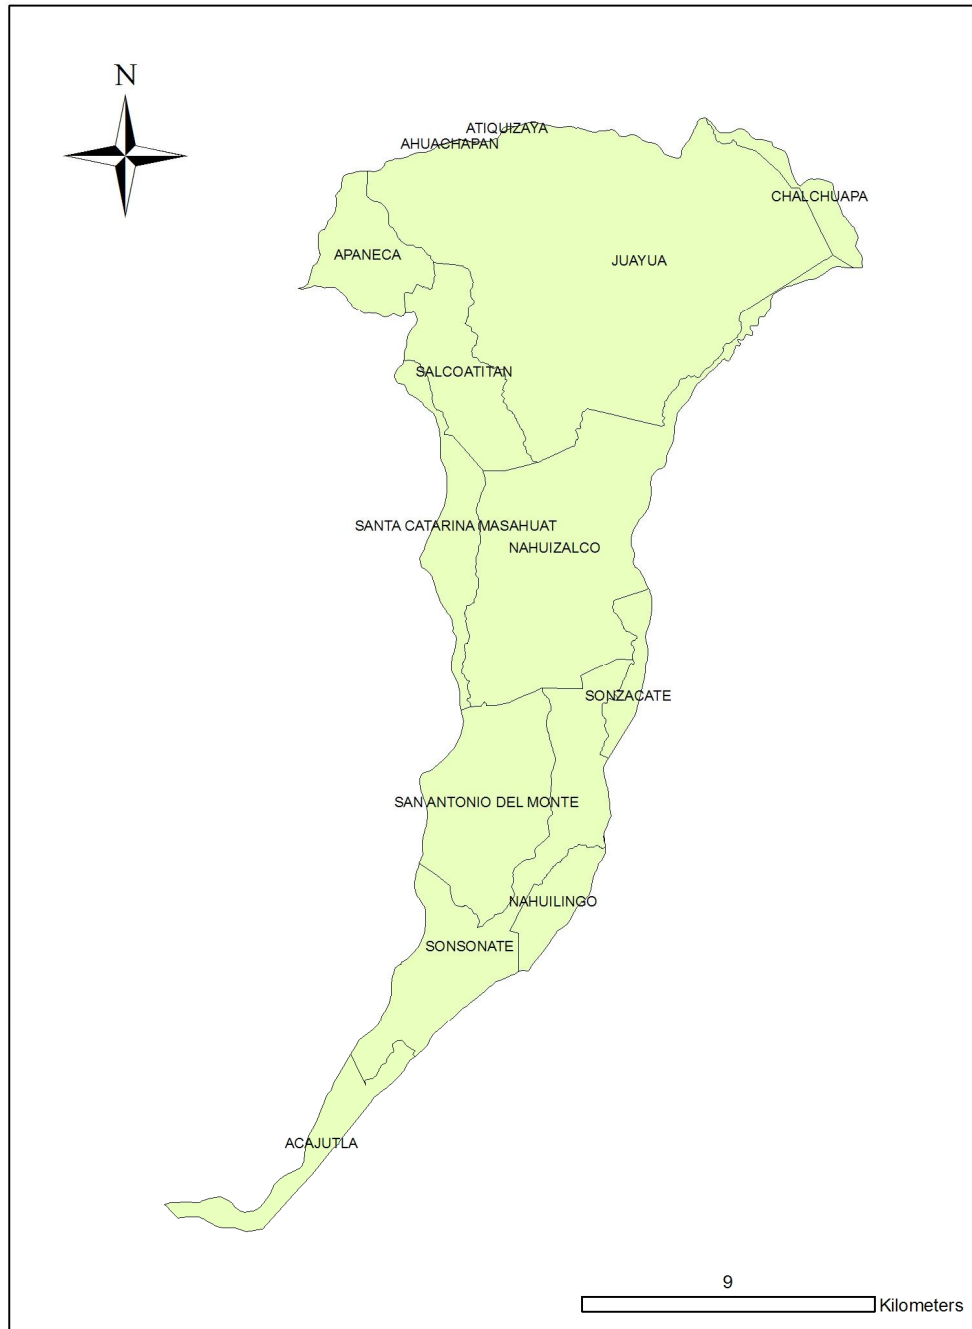 N
ATIQUIZAYA
AHUACHAPAN
CHALCHUAPA
APANECA
JUAYUA
SALCOATITAN
SANTA CATARINA MASAHUAT
NAHUIZALCO
SONZACATE
SAN ANTONIO DEL MONTE
NAHUILINGO
SONSONATE
ACAJUTLA
9
Kilometers